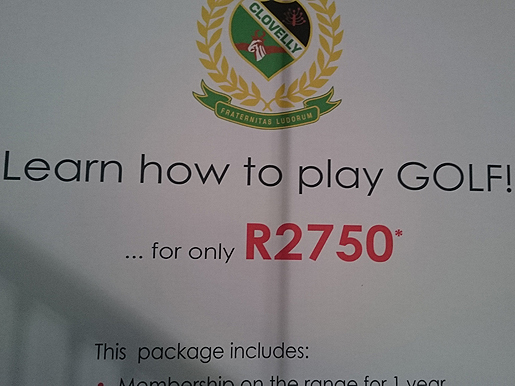 CLOVELLY
FRATERNITAS LUDORUM
Learn how to play GOLF!
... for only R2750*
This package includes:
• Membership on the range for 1 year